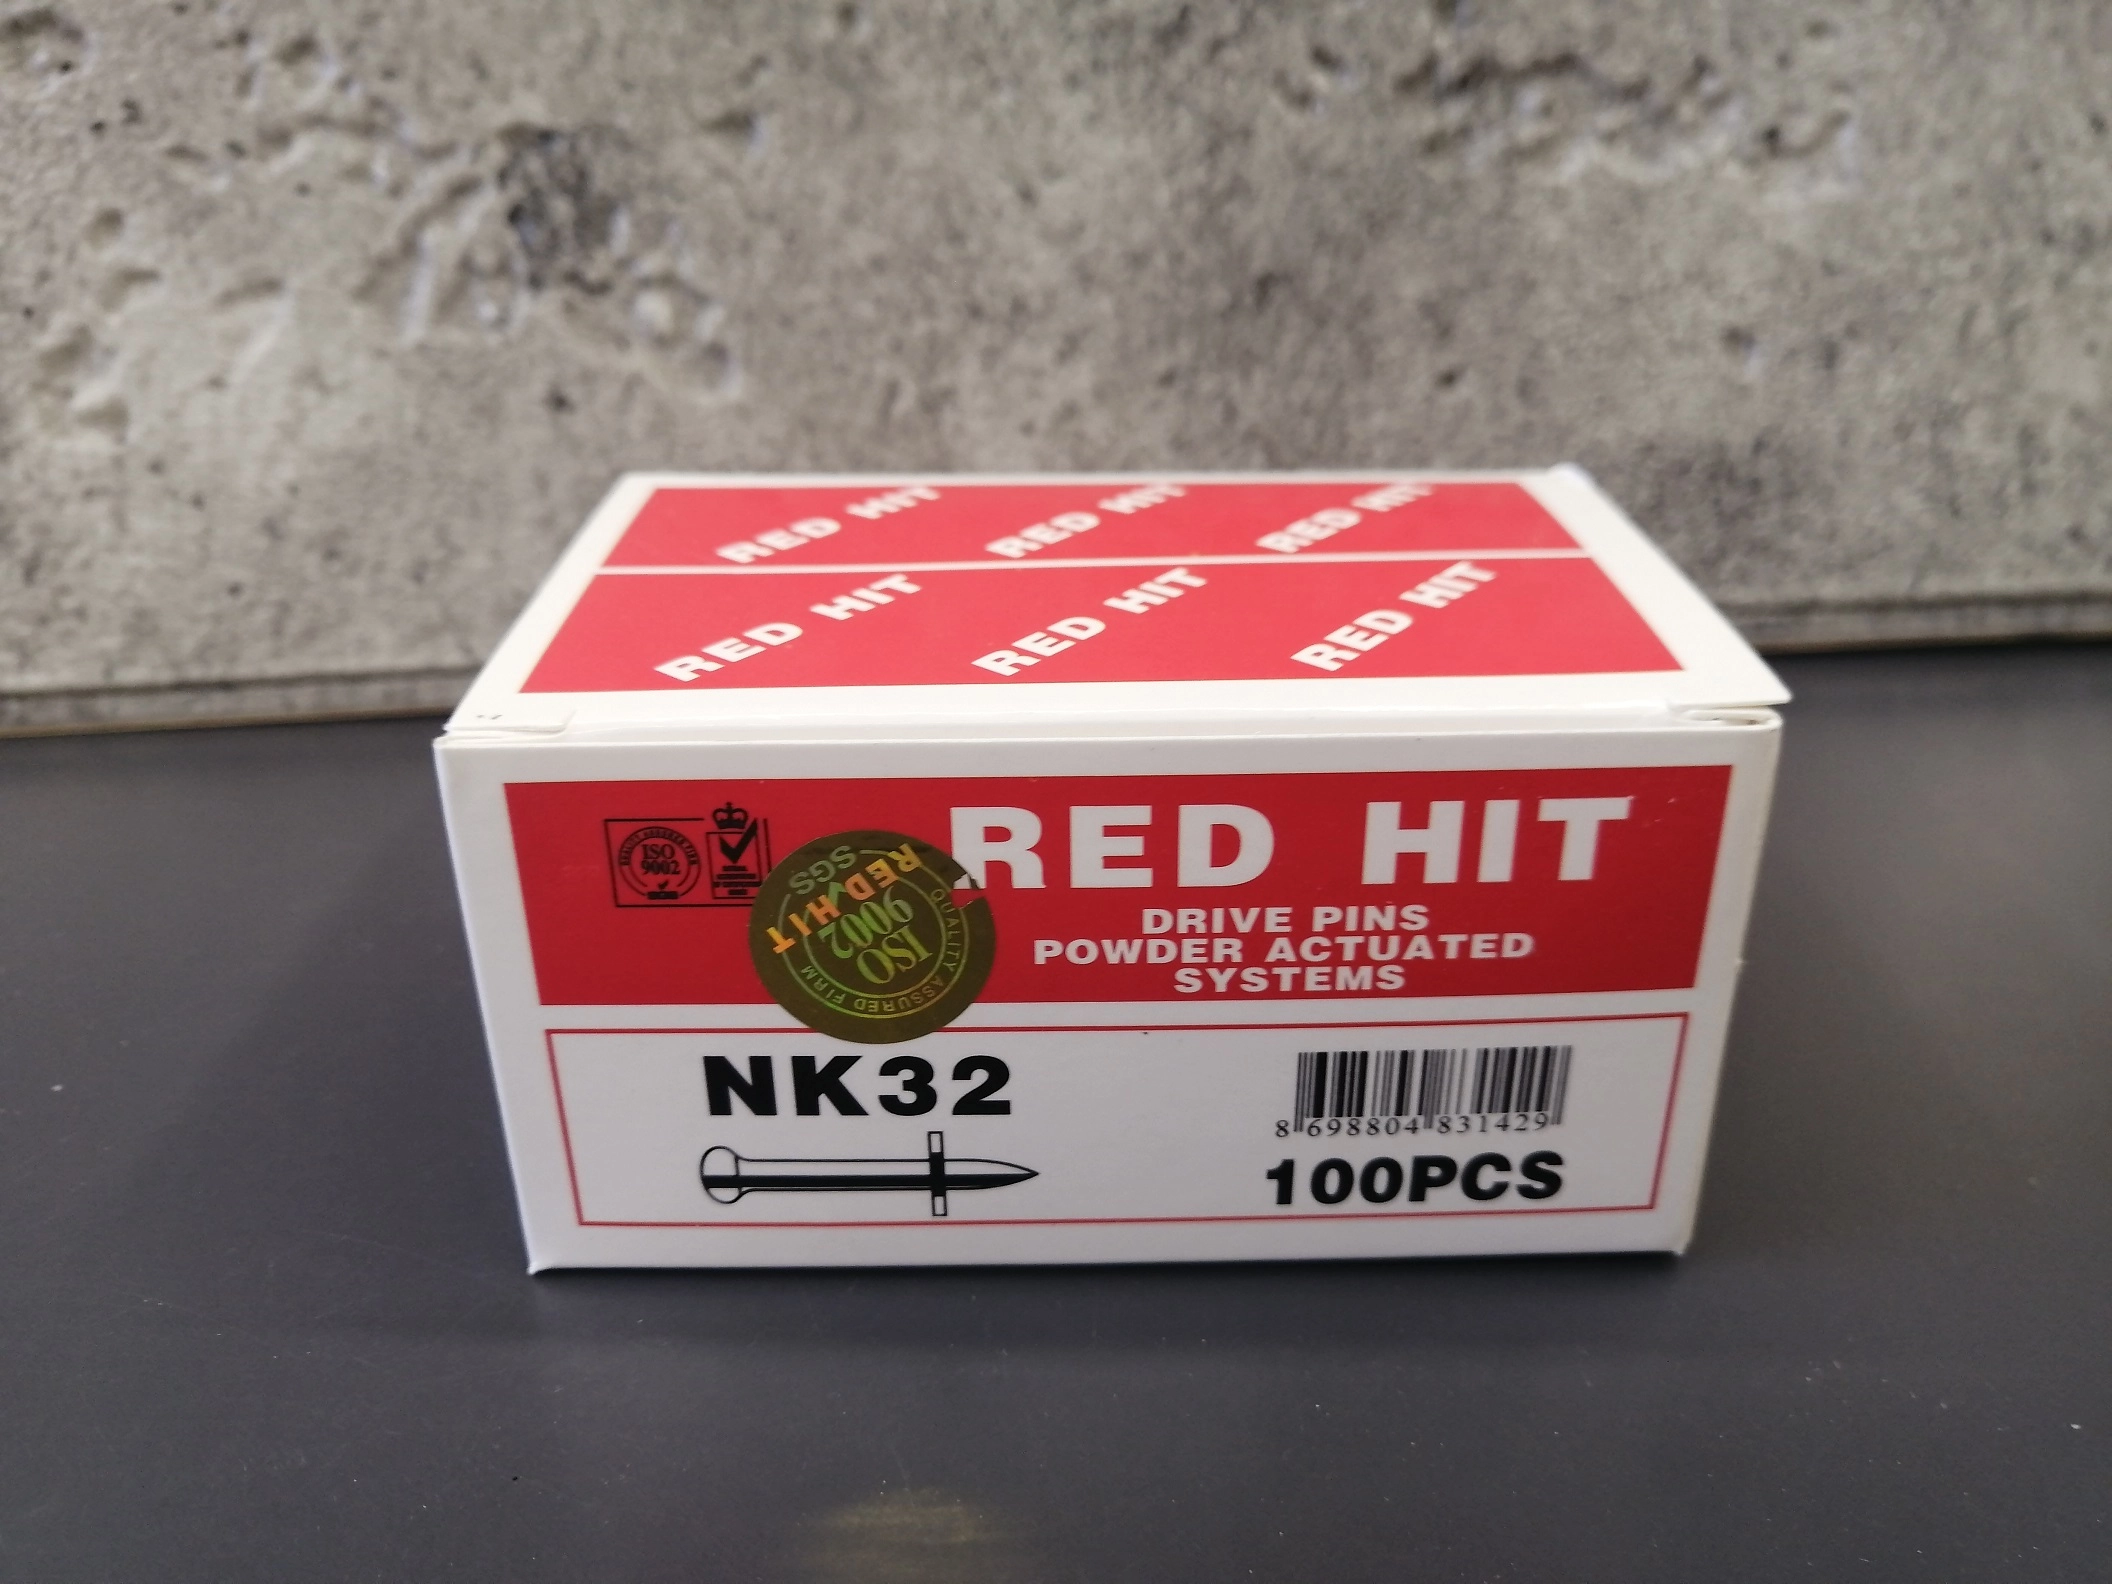 RED HIT RED HIT RED HIT
RED HIT RED HIT RED HIT
ISO
9002
RED HIT
SGS
RED HIT
ISO
9002
QUALITY ASSURED FIRM
DRIVE PINS
POWDER ACTUATED
SYSTEMS
NK32
8 698804 831429
100PCS